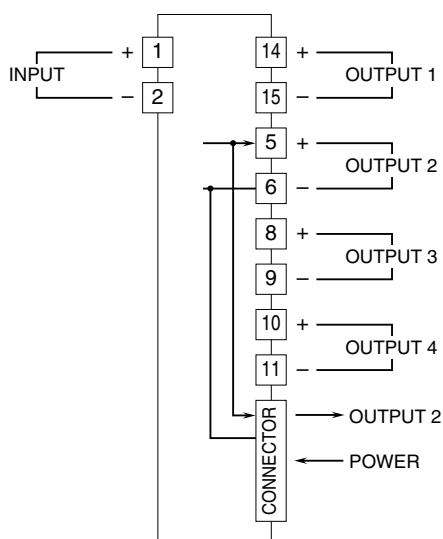 INPUT
+ 1
− 2
14 +
15 −
OUTPUT 1
5 +
6 −
OUTPUT 2
8 +
9 −
OUTPUT 3
10 +
11 −
OUTPUT 4
CONNECTOR
OUTPUT 2
POWER